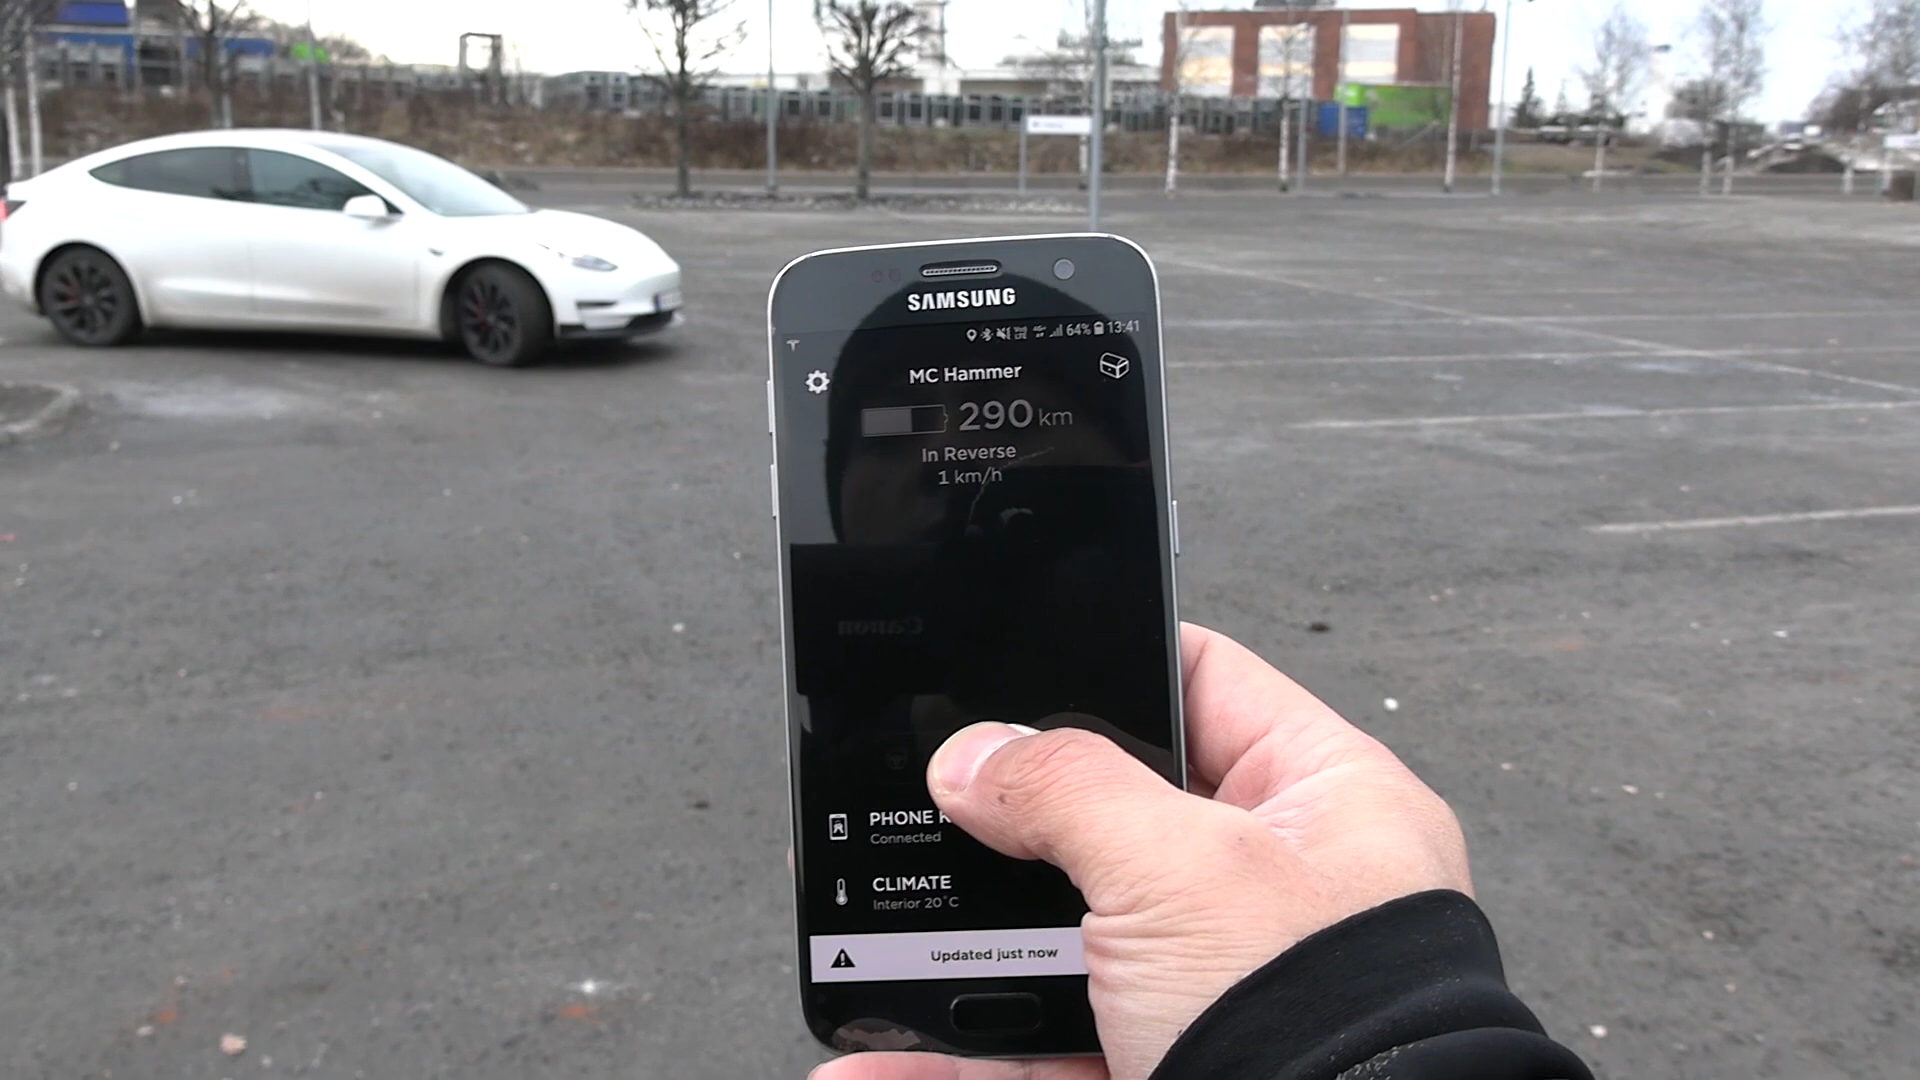 SAMSUNG
64% 13:41
MC Hammer
290 km
In Reverse
1 km/h
Canon
PHONE K
Connected
CLIMATE
Interior 20°C
Updated just now